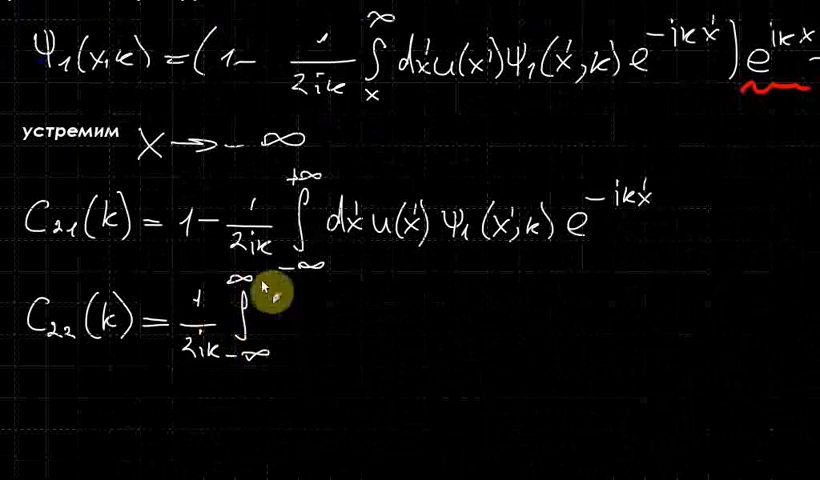 Ψ₁(x,k) = (1 - 1/2ik ∫ₓ^∞ dx' u(x') Ψ₁(x',k) e^{-ikx'}) e^{ikx} -
устремим x → -∞
C₂₁(k) = 1 - 1/2ik ∫_{-∞}^{+∞} dx' u(x') Ψ₁(x',k) e^{-ikx'}
C₂₂(k) = 1/2ik ∫_{-∞}^{∞}